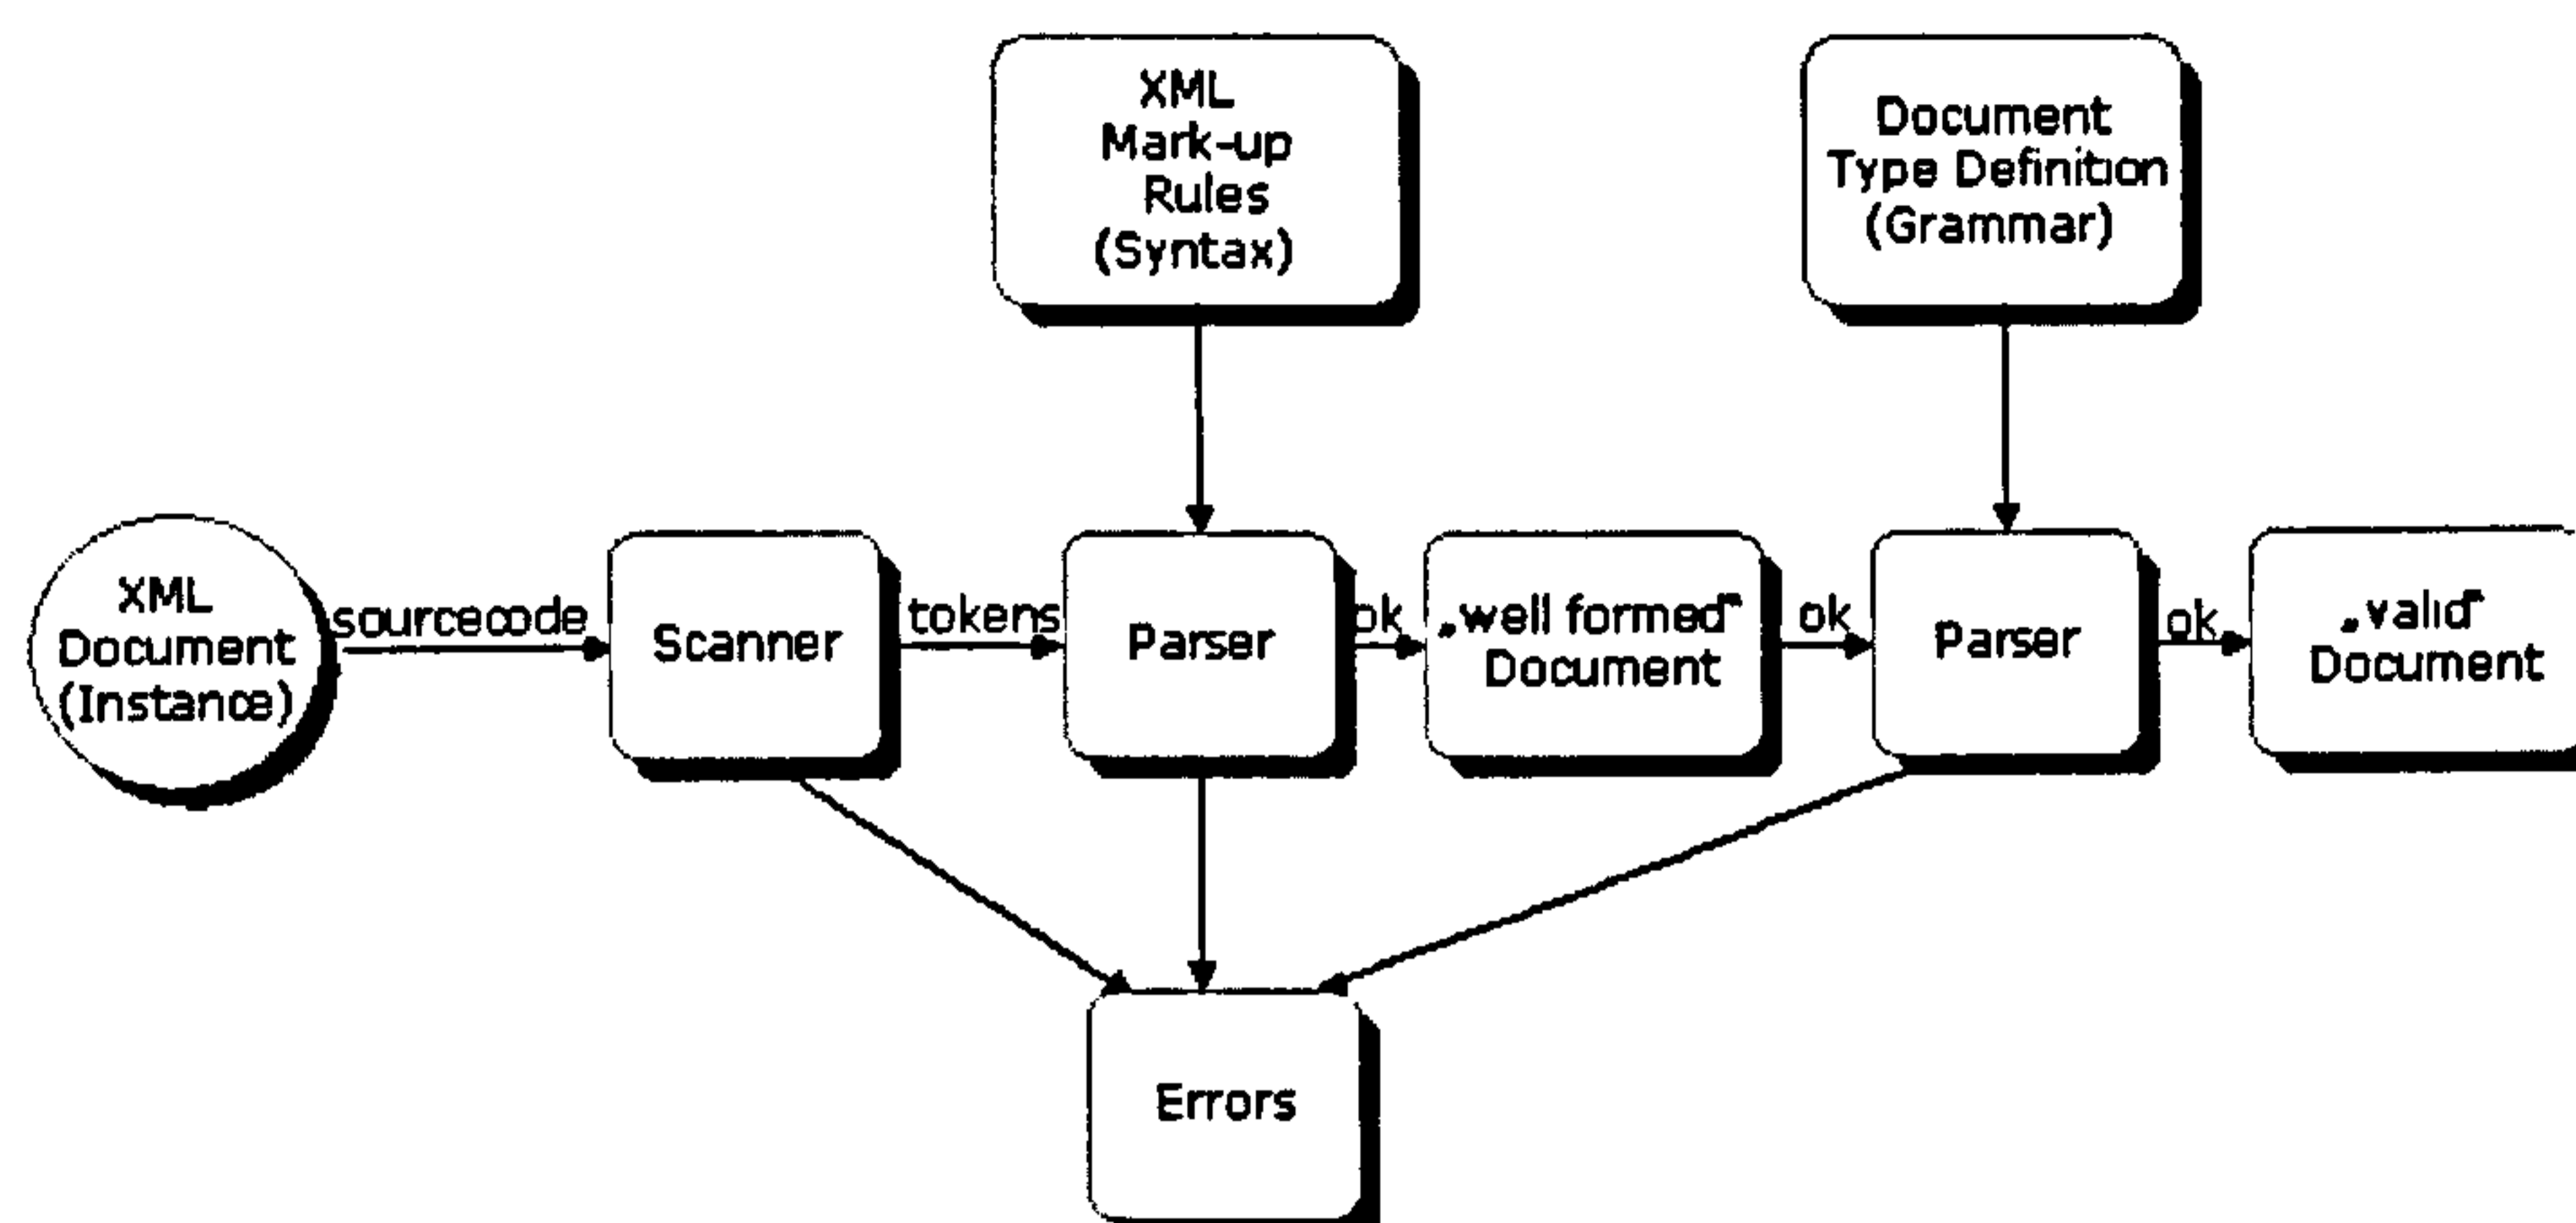 XML
Mark-up
Rules
(Syntax)
Document
Type Definition
(Grammar)
XML
Document
(Instance)
sourcecode
Scanner
tokens
Parser
ok
„well formed"
Document
ok
Parser
ok
„valid"
Document
Errors